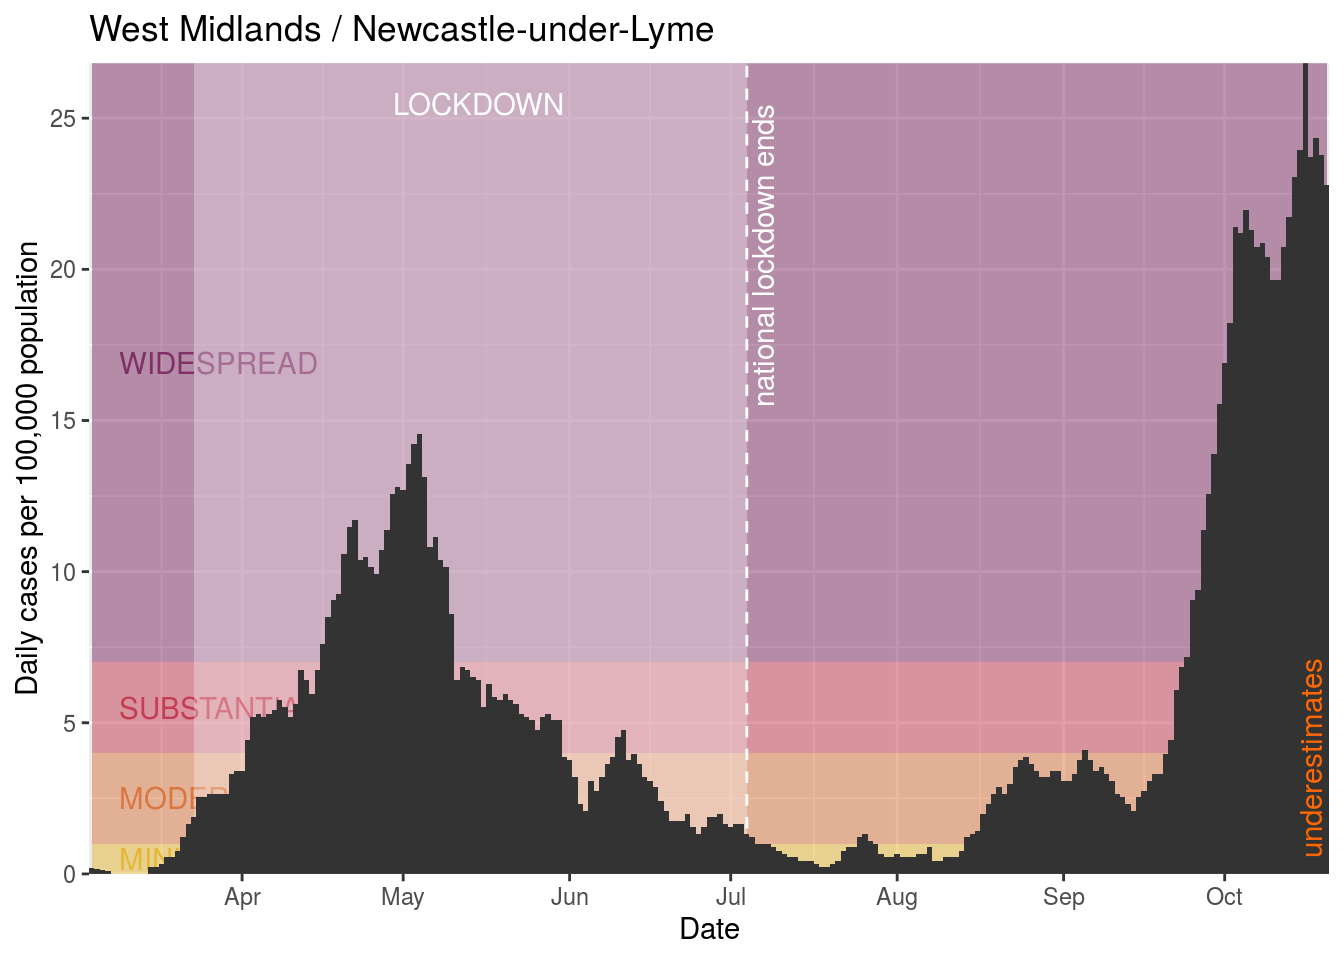 West Midlands / Newcastle-under-Lyme
LOCKDOWN
national lockdown ends
WIDESPREAD
SUBSTANTIA
MODER
MIN
underestimates
Daily cases per 100,000 population
25
20
15
10
5
0
Apr May Jun Jul Aug Sep Oct
Date